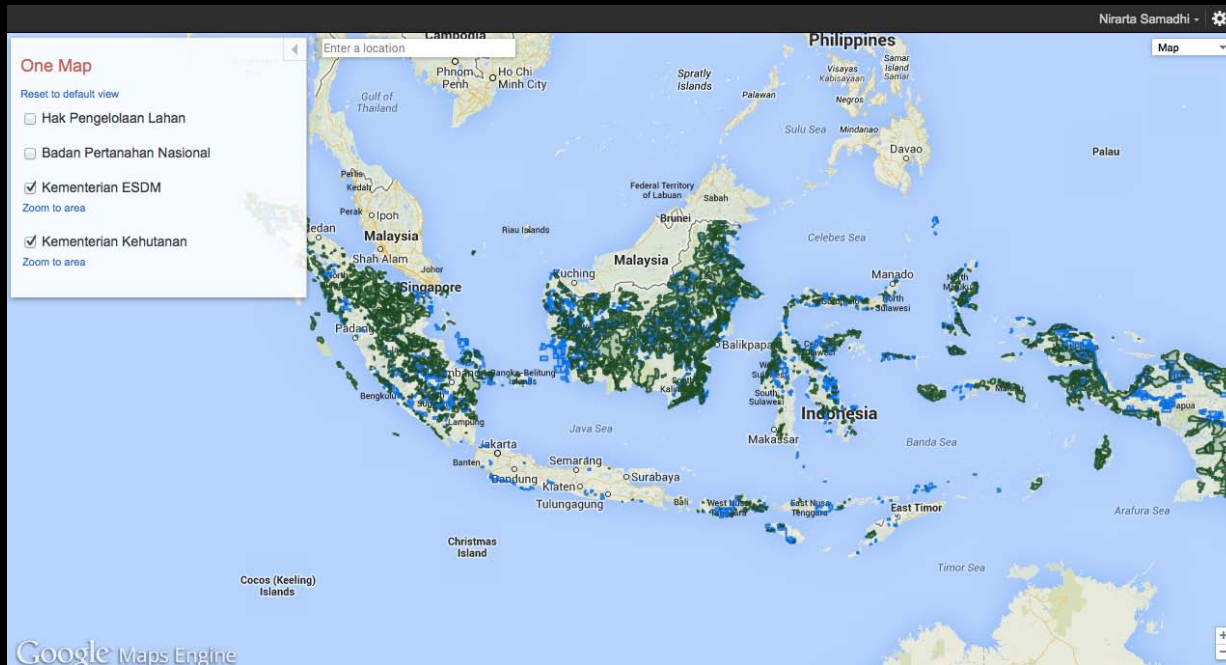 Nirarta Samadhi
One Map
Reset to default view
Hak Pengelolaan Lahan
Badan Pertanahan Nasional
Kementerian ESDM
Zoom to area
Kementerian Kehutanan
Zoom to area
Enter a location
Map
Cambodia
Phnom
Penh
Ho Chi
Minh City
Gulf of
Thailand
Spratly
Islands
Philippines
Visayas
Kabisayaan
Samar
Island
Samar
Palawan
Negros
Sulu Sea
Mindanao
Davao
Palau
Perlis
Kedah
Perak
Ipoh
Malaysia
Shah Alam
Johor
Singapore
Riau Islands
Federal Territory
of Labuan
Sabah
Brunei
Malaysia
Kuching
Celebes Sea
Manado
North
Sulawesi
Padang
Bengkulu
Lampung
Bangka-Belitung
Islands
Balikpapan
South
Sulawesi
Makassar
Indonesia
Papua
Java Sea
Banda Sea
Jakarta
Banten
Bandung
Semarang
Klaten
Surabaya
Tulungagung
Bali
West Nusa
Tenggara
East Nusa
Tenggara
East Timor
Arafura Sea
Timor Sea
Christmas
Island
Cocos (Keeling)
Islands
Google Maps Engine